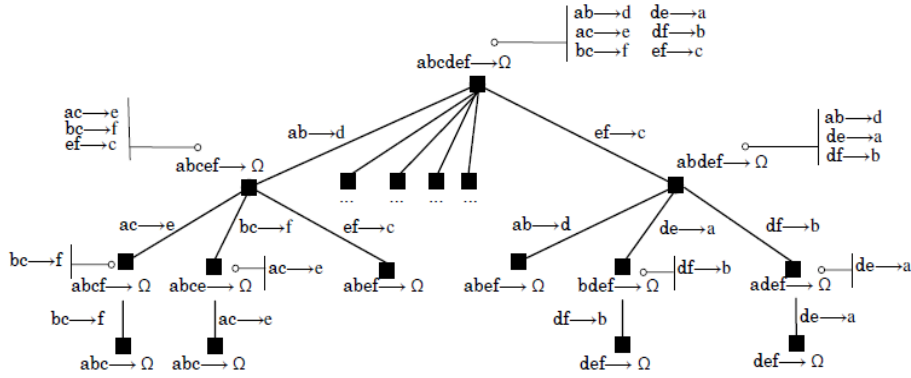 ab→d de→a
ac→e df→b
bc→f ef→c
abcdef→Ω
ac→e
bc→f
ef→c
ab→d
ef→c
ab→d
de→a
df→b
abcef→ Ω
abdef→ Ω
... ... ... ...
ac→e
bc→f
ef→c
ab→d
de→a
df→b
bc→f
ac→e
df→b
de→a
abcf→ Ω
abce→ Ω
abef→ Ω
abef→ Ω
bdef→ Ω
adef→ Ω
bc→f
ac→e
df→b
de→a
abc→ Ω
abc→ Ω
def→ Ω
def→ Ω